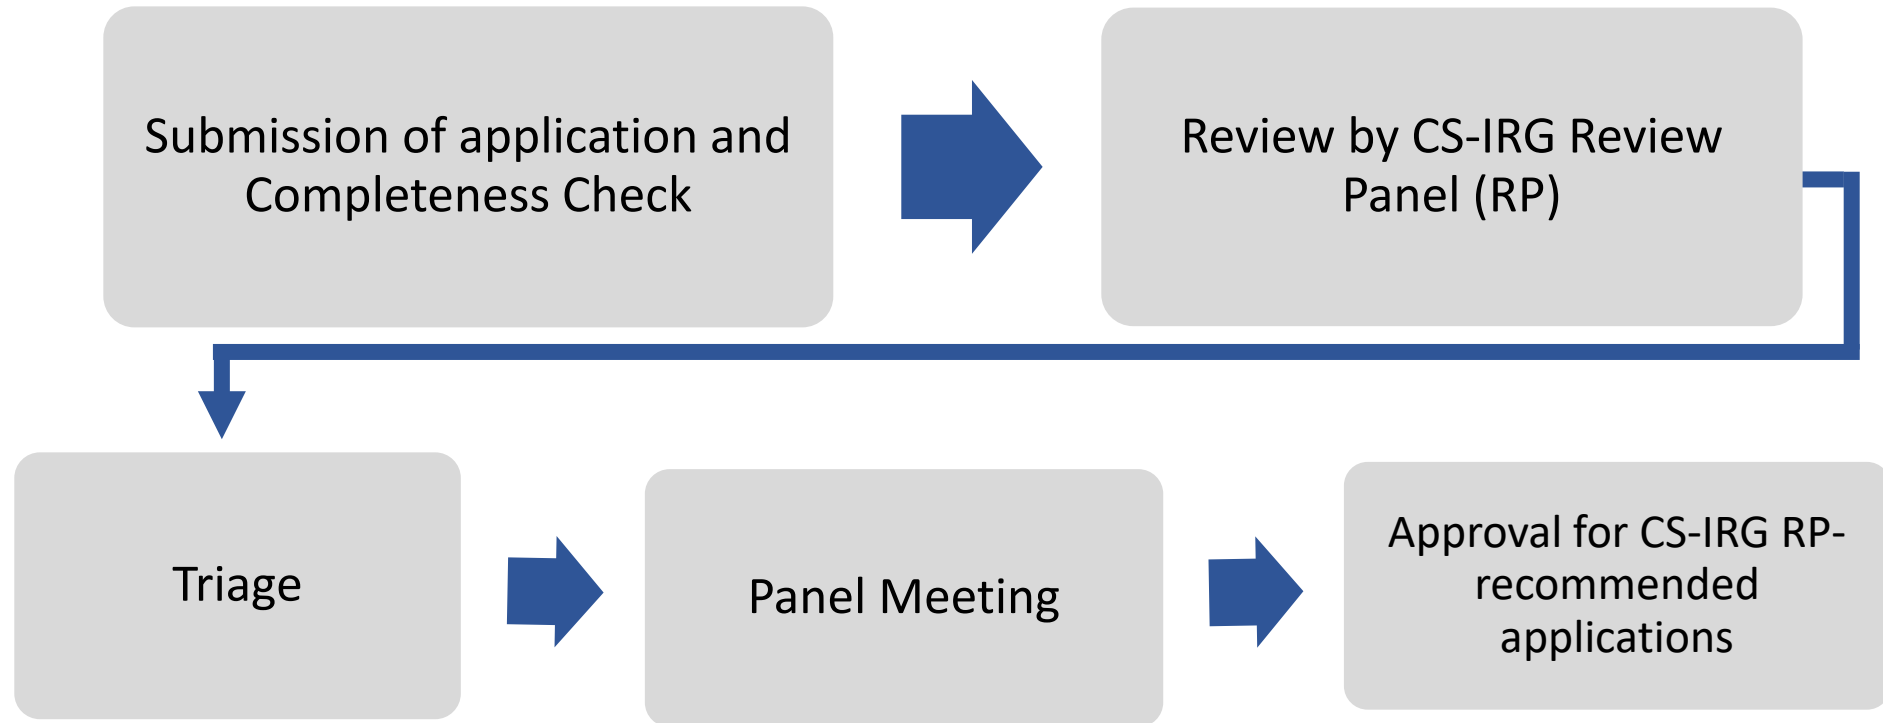 Submission of application and
Completeness Check
Review by CS-IRG Review
Panel (RP)
Triage
Panel Meeting
Approval for CS-IRG RP-
recommended
applications